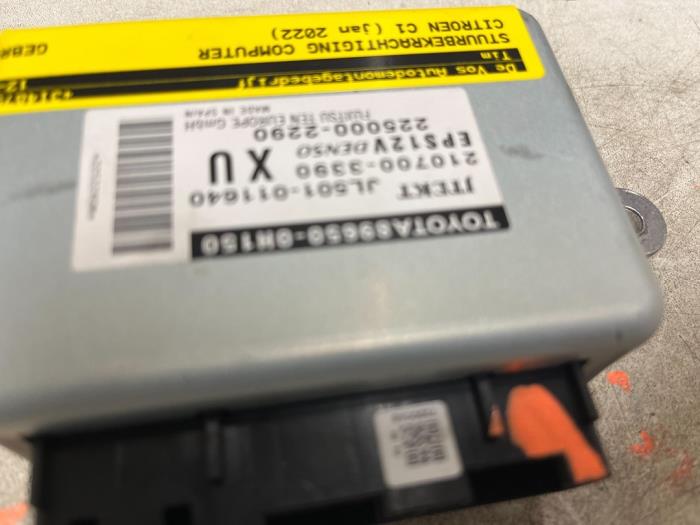 TOYOTA89650-0H150
JTEKT JL501-011640
210700-3390
EPS12V DENSO XU
225000-2290
FUJITSU TEN EUROPE GmbH
MADE IN SPAIN
De Vos Autodemontagebedrijf
Tim
STUURBEKRACHTIGING COMPUTER
CITROEN C1 (jan 2022)